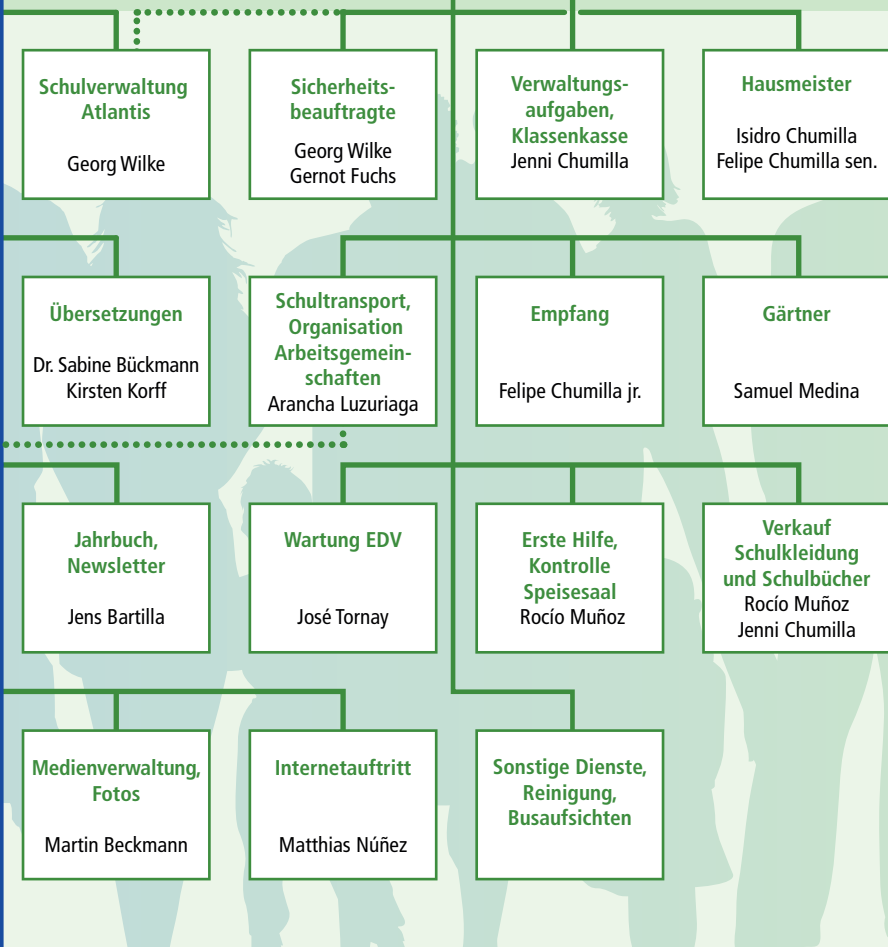 Schulverwaltung
Atlantis
Georg Wilke
Sicherheits-
beauftragte
Georg Wilke
Gernot Fuchs
Verwaltungs-
aufgaben,
Klassenkasse
Jenni Chumilla
Hausmeister
Isidro Chumilla
Felipe Chumilla sen.
Übersetzungen
Dr. Sabine Bückmann
Kirsten Korff
Schultransport,
Organisation
Arbeitsgemein-
schaften
Arancha Luzuriaga
Empfang
Felipe Chumilla jr.
Gärtner
Samuel Medina
Jahrbuch,
Newsletter
Jens Bartilla
Wartung EDV
José Tornay
Erste Hilfe,
Kontrolle
Speisesaal
Rocío Muñoz
Verkauf
Schulkleidung
und Schulbücher
Rocío Muñoz
Jenni Chumilla
Medienverwaltung,
Fotos
Martin Beckmann
Internetauftritt
Matthias Núñez
Sonstige Dienste,
Reinigung,
Busaufsichten